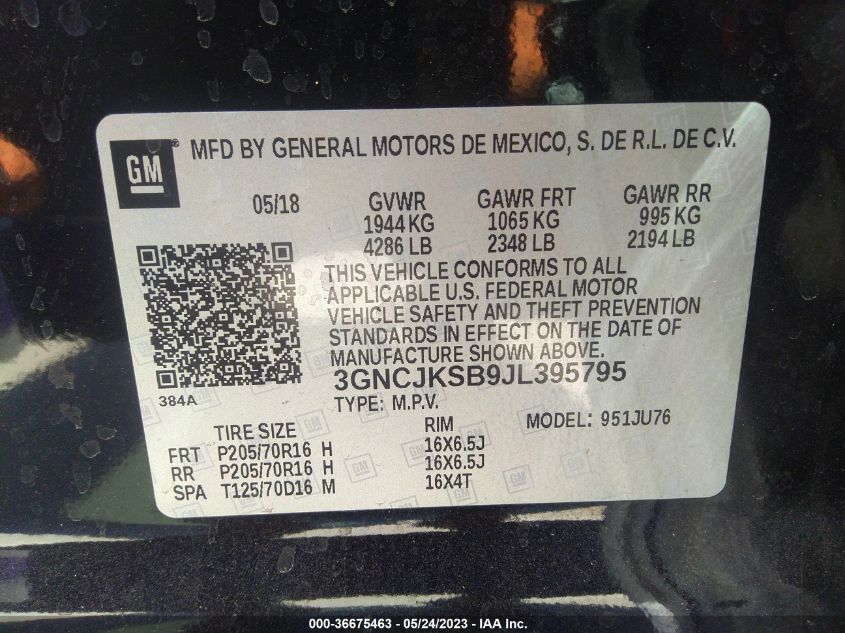 GM ® MFD BY GENERAL MOTORS DE MEXICO, S. DE R.L. DE C.V.
05/18 GVWR GAWR FRT GAWR RR
1944 KG 1065 KG 995 KG
4286 LB 2348 LB 2194 LB
THIS VEHICLE CONFORMS TO ALL
APPLICABLE U.S. FEDERAL MOTOR
VEHICLE SAFETY AND THEFT PREVENTION
STANDARDS IN EFFECT ON THE DATE OF
MANUFACTURE SHOWN ABOVE.
384A
3GNCJKSB9JL395795
TYPE: M.P.V. MODEL: 951JU76
TIRE SIZE RIM
FRT P205/70R16 H 16X6.5J
RR P205/70R16 H 16X6.5J
SPA T125/70D16 M 16X4T
000-36675463 - 05/24/2023 - IAA Inc.